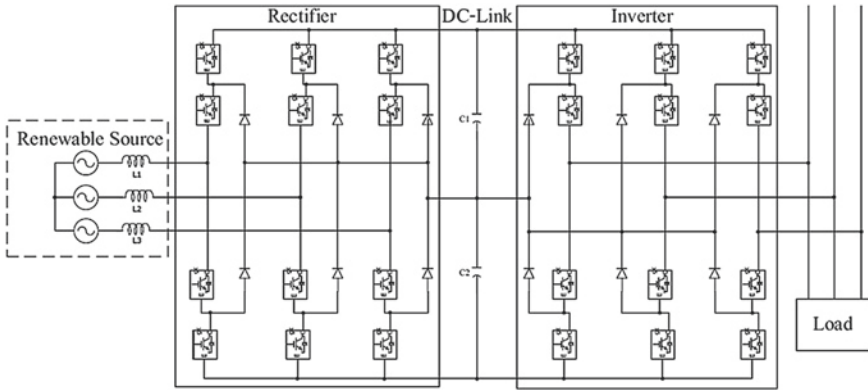 Rectifier
DC-Link
Inverter
Renewable Source
L1
L2
L3
C1
C2
Load